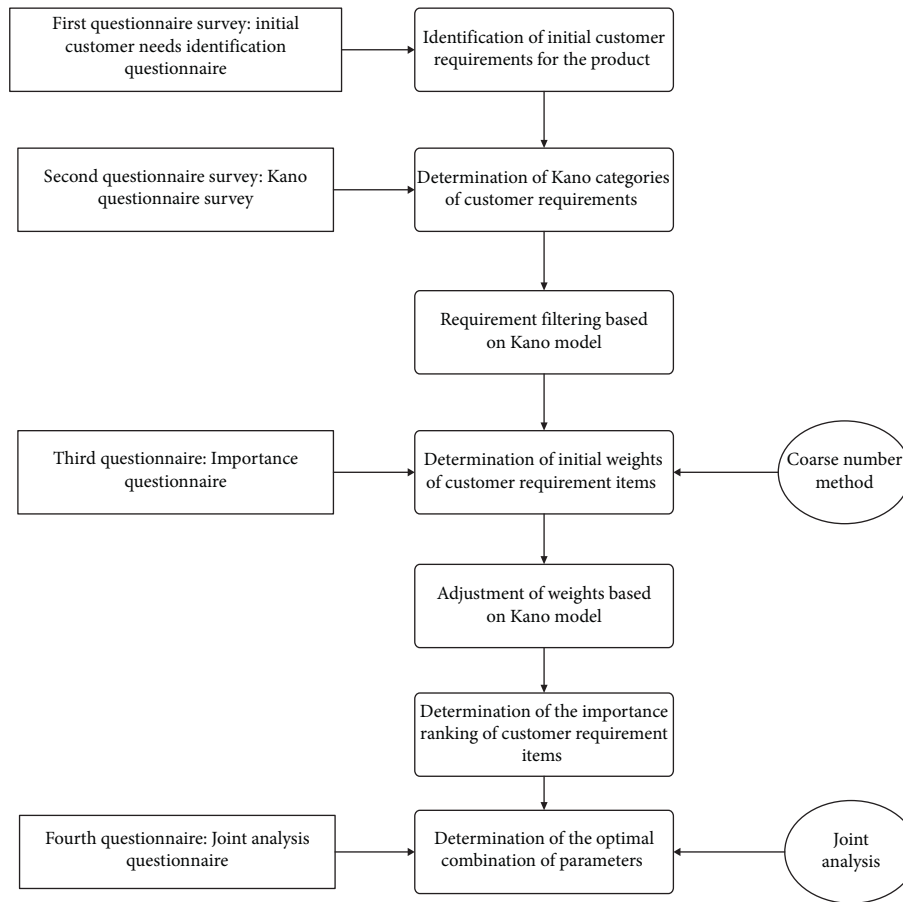 First questionnaire survey: initial
customer needs identification
questionnaire
Identification of initial customer
requirements for the product
Second questionnaire survey: Kano
questionnaire survey
Determination of Kano categories
of customer requirements
Requirement filtering based
on Kano model
Third questionnaire: Importance
questionnaire
Determination of initial weights
of customer requirement items
Coarse number
method
Adjustment of weights based
on Kano model
Determination of the importance
ranking of customer requirement
items
Fourth questionnaire: Joint analysis
questionnaire
Determination of the optimal
combination of parameters
Joint
analysis